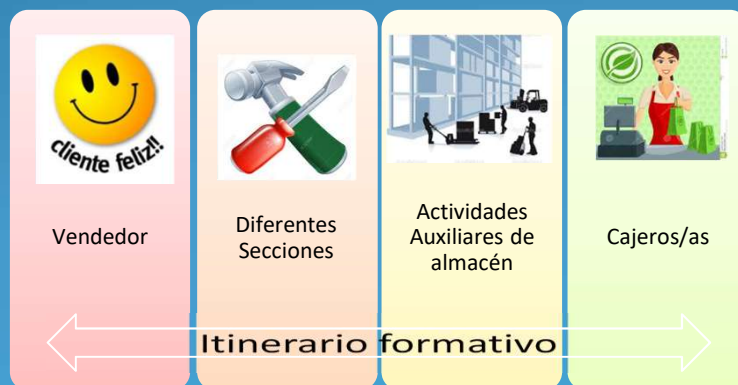 cliente feliz!!
Vendedor
Diferentes
Secciones
Actividades
Auxiliares de
almacén
Cajeros/as
Itinerario formativo